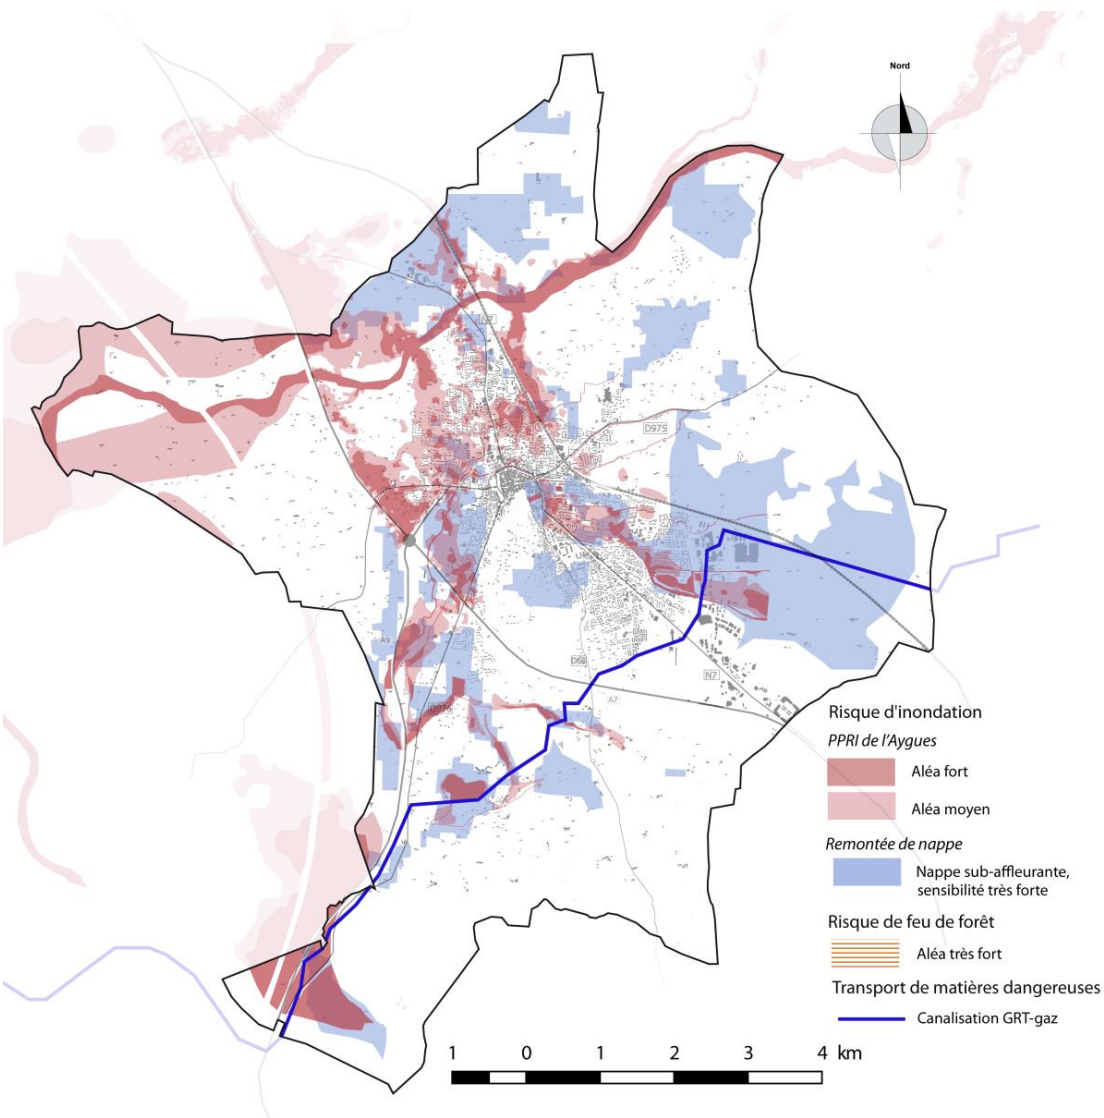 Nord
N7
D975
A9
D68
N7
A7
D976
Risque d'inondation
PPRI de l'Aygues
Aléa fort
Aléa moyen
Remontée de nappe
Nappe sub-affleurante,
sensibilité très forte
Risque de feu de forêt
Aléa très fort
Transport de matières dangereuses
Canalisation GRT-gaz
1 0 1 2 3 4 km